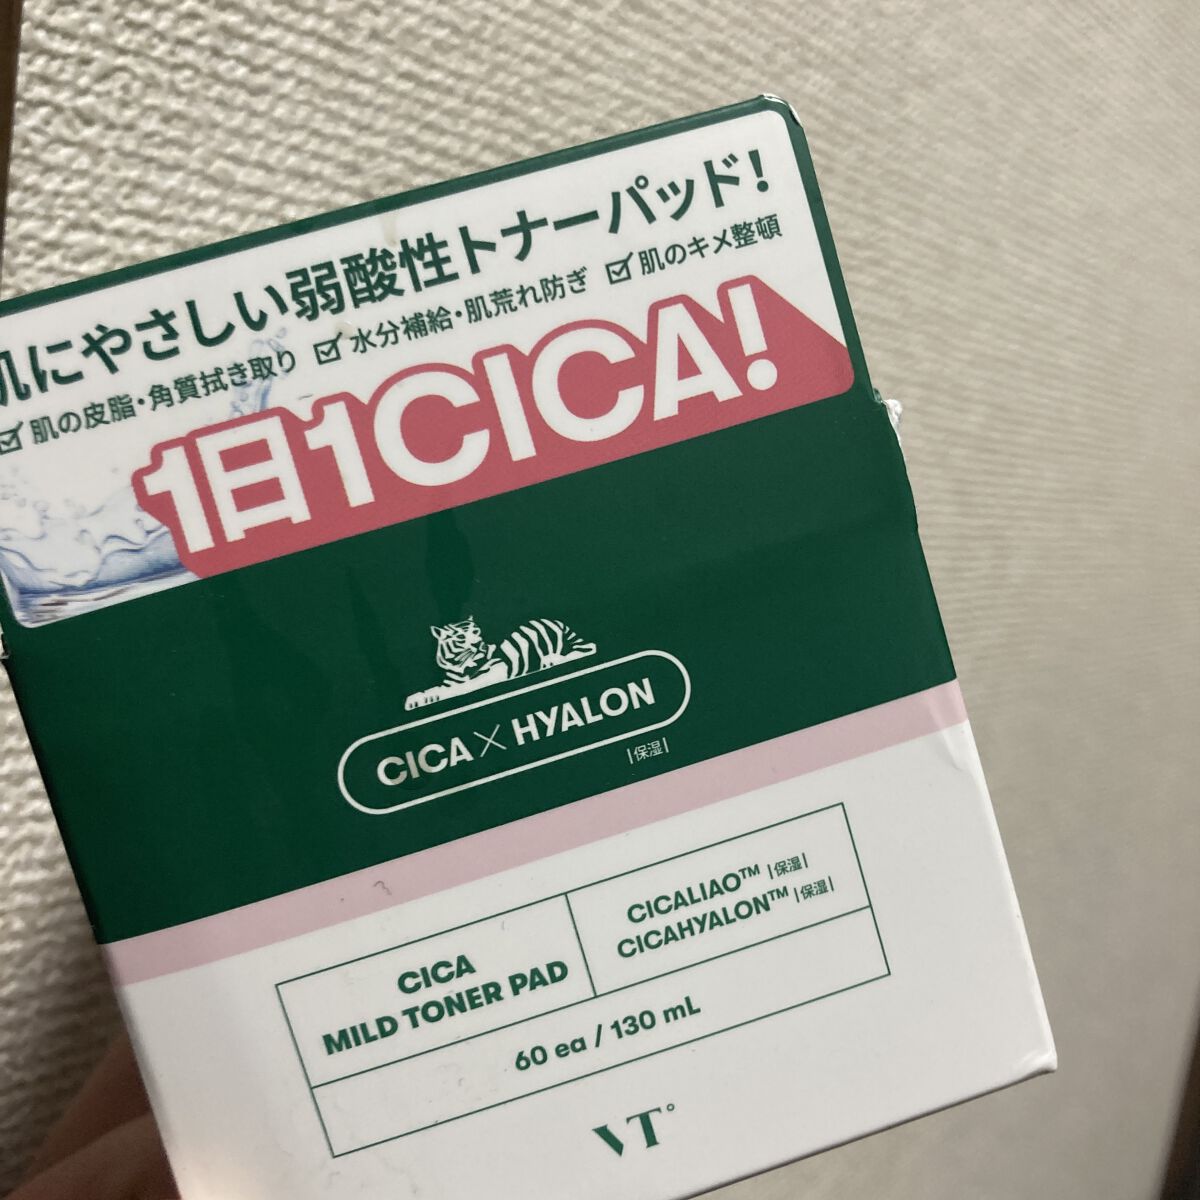 肌にやさしい弱酸性トナーパッド!
肌の皮脂・角質拭き取り 水分補給・肌荒れ防ぎ 肌のキメ整頓
1日1CICA!
CICA×HYALON
|保湿|
CICA
MILD TONER PAD
CICALIAO™ |保湿|
CICAHYALON™ |保湿|
60 ea / 130 mL
VT